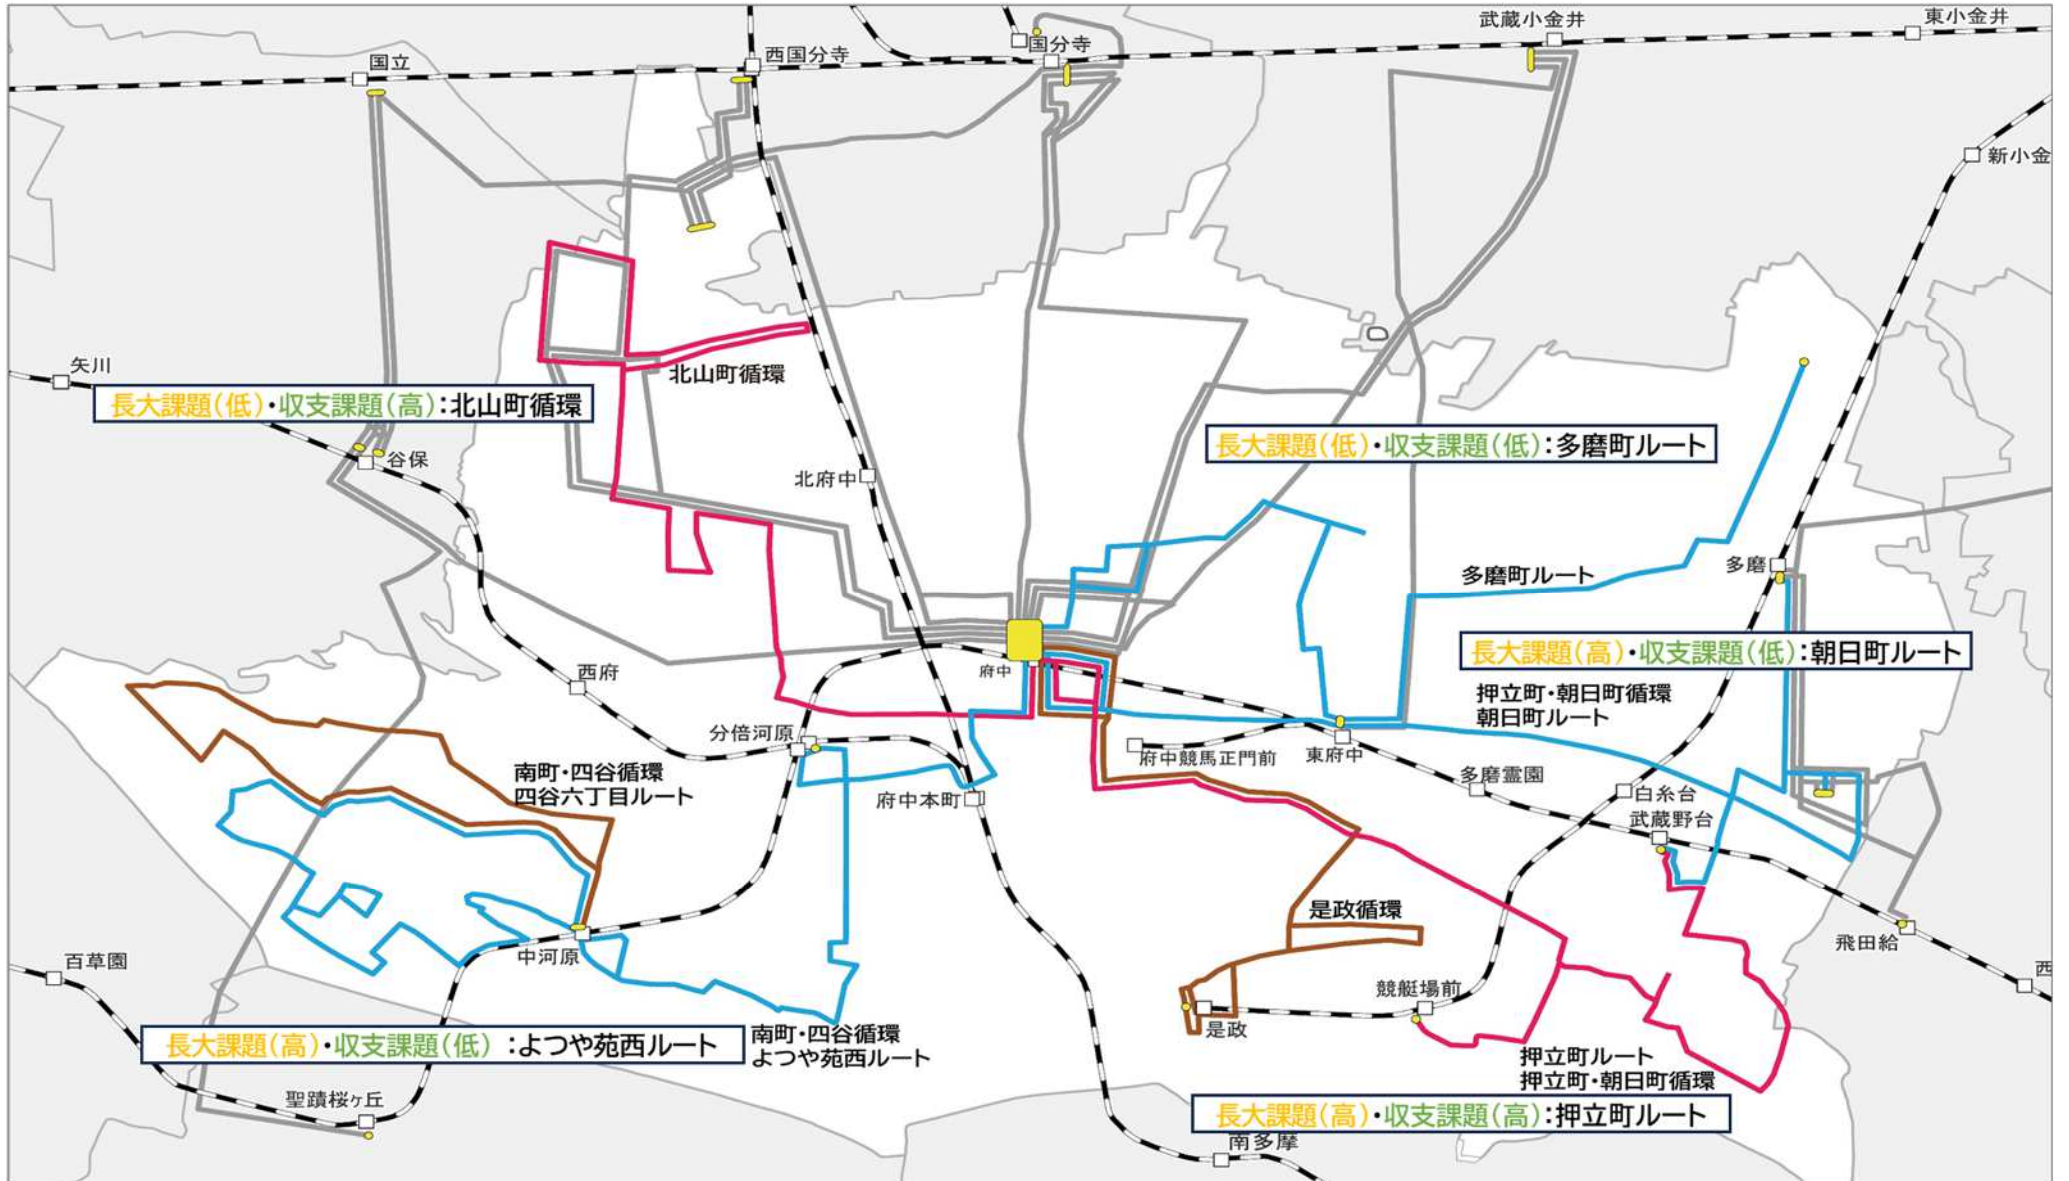 武蔵小金井
東小金井
国分寺
西国分寺
国立
新小金
矢川
北山町循環
長大課題(低)・収支課題(高):北山町循環
長大課題(低)・収支課題(低):多磨町ルート
谷保
北府中
多磨
多磨町ルート
長大課題(高)・収支課題(低):朝日町ルート
府中
西府
押立町・朝日町循環
朝日町ルート
分倍河原
府中競馬正門前
東府中
南町・四谷循環
四谷六丁目ルート
多磨霊園
府中本町
白糸台
武蔵野台
是政循環
飛田給
中河原
百草園
西
競艇場前
是政
長大課題(高)・収支課題(低):よつや苑西ルート
南町・四谷循環
よつや苑西ルート
押立町ルート
押立町・朝日町循環
聖蹟桜ヶ丘
長大課題(高)・収支課題(高):押立町ルート
南多摩